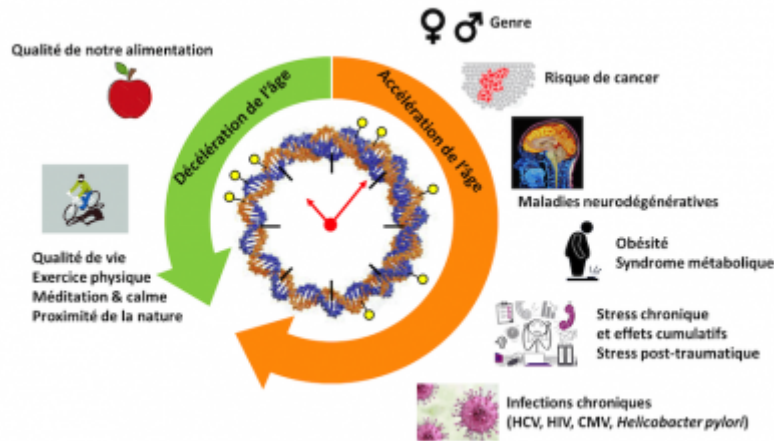 Qualité de notre alimentation
Décélération de l'âge
Qualité de vie
Exercice physique
Méditation & calme
Proximité de la nature
Accélération de l'âge
Genre
Risque de cancer
Maladies neurodégénératives
Obésité
Syndrome métabolique
Stress chronique
et effets cumulatifs
Stress post-traumatique
Infections chroniques
(HCV, HIV, CMV, Helicobacter pylori)